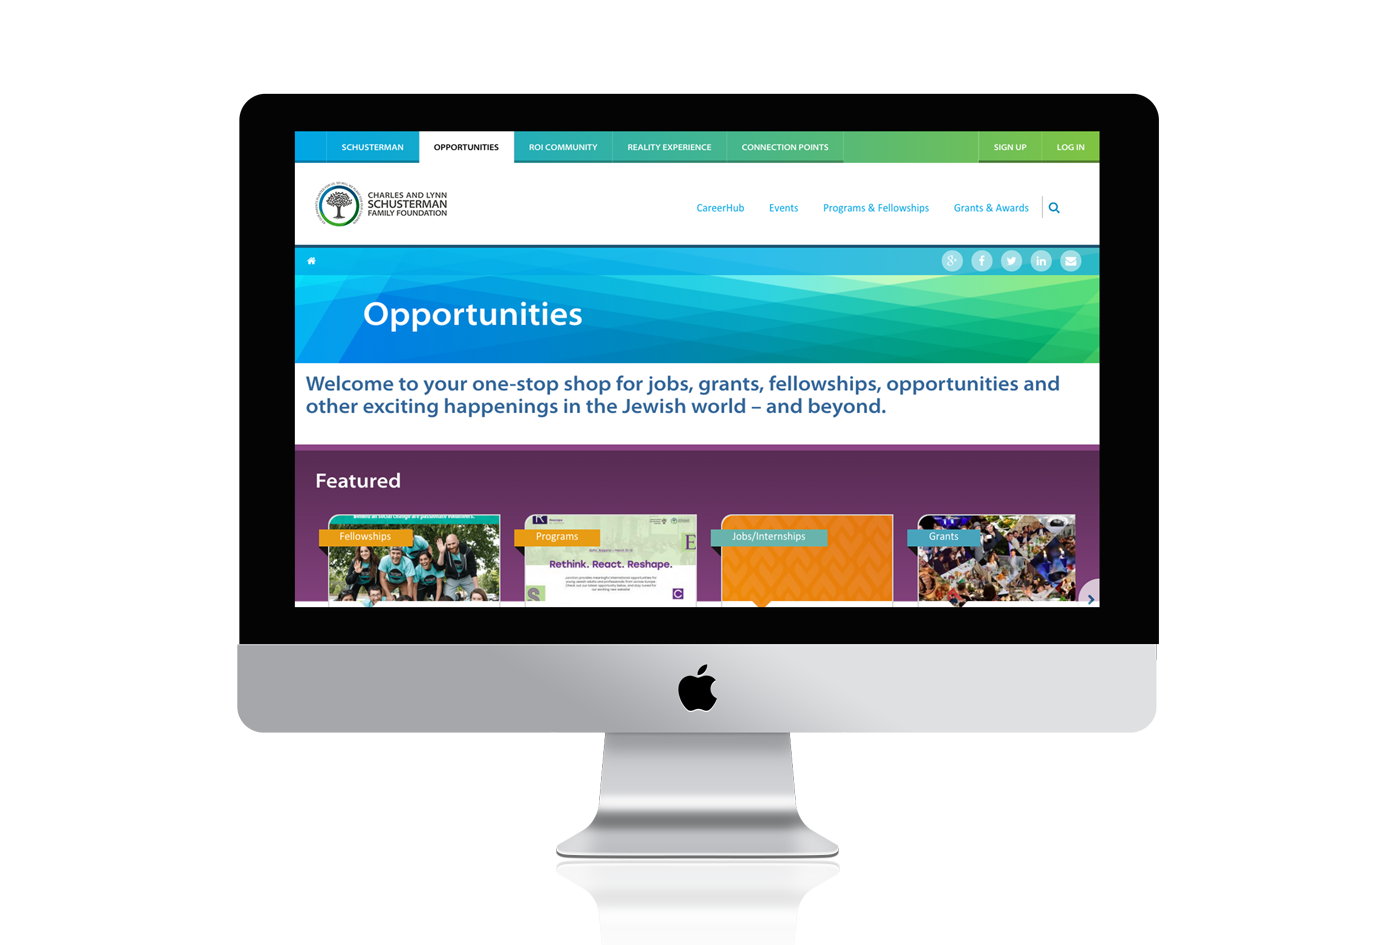 SCHUSTERMAN
OPPORTUNITIES
ROI COMMUNITY
REALITY EXPERIENCE
CONNECTION POINTS
SIGN UP
LOG IN
CHARLES AND LYNN
SCHUSTERMAN
FAMILY FOUNDATION
CareerHub
Events
Programs & Fellowships
Grants & Awards
Opportunities
Welcome to your one-stop shop for jobs, grants, fellowships, opportunities and
other exciting happenings in the Jewish world – and beyond.
Featured
Fellowships
Programs
Rethink. React. Reshape.
E
S
C
Jobs/Internships
Grants